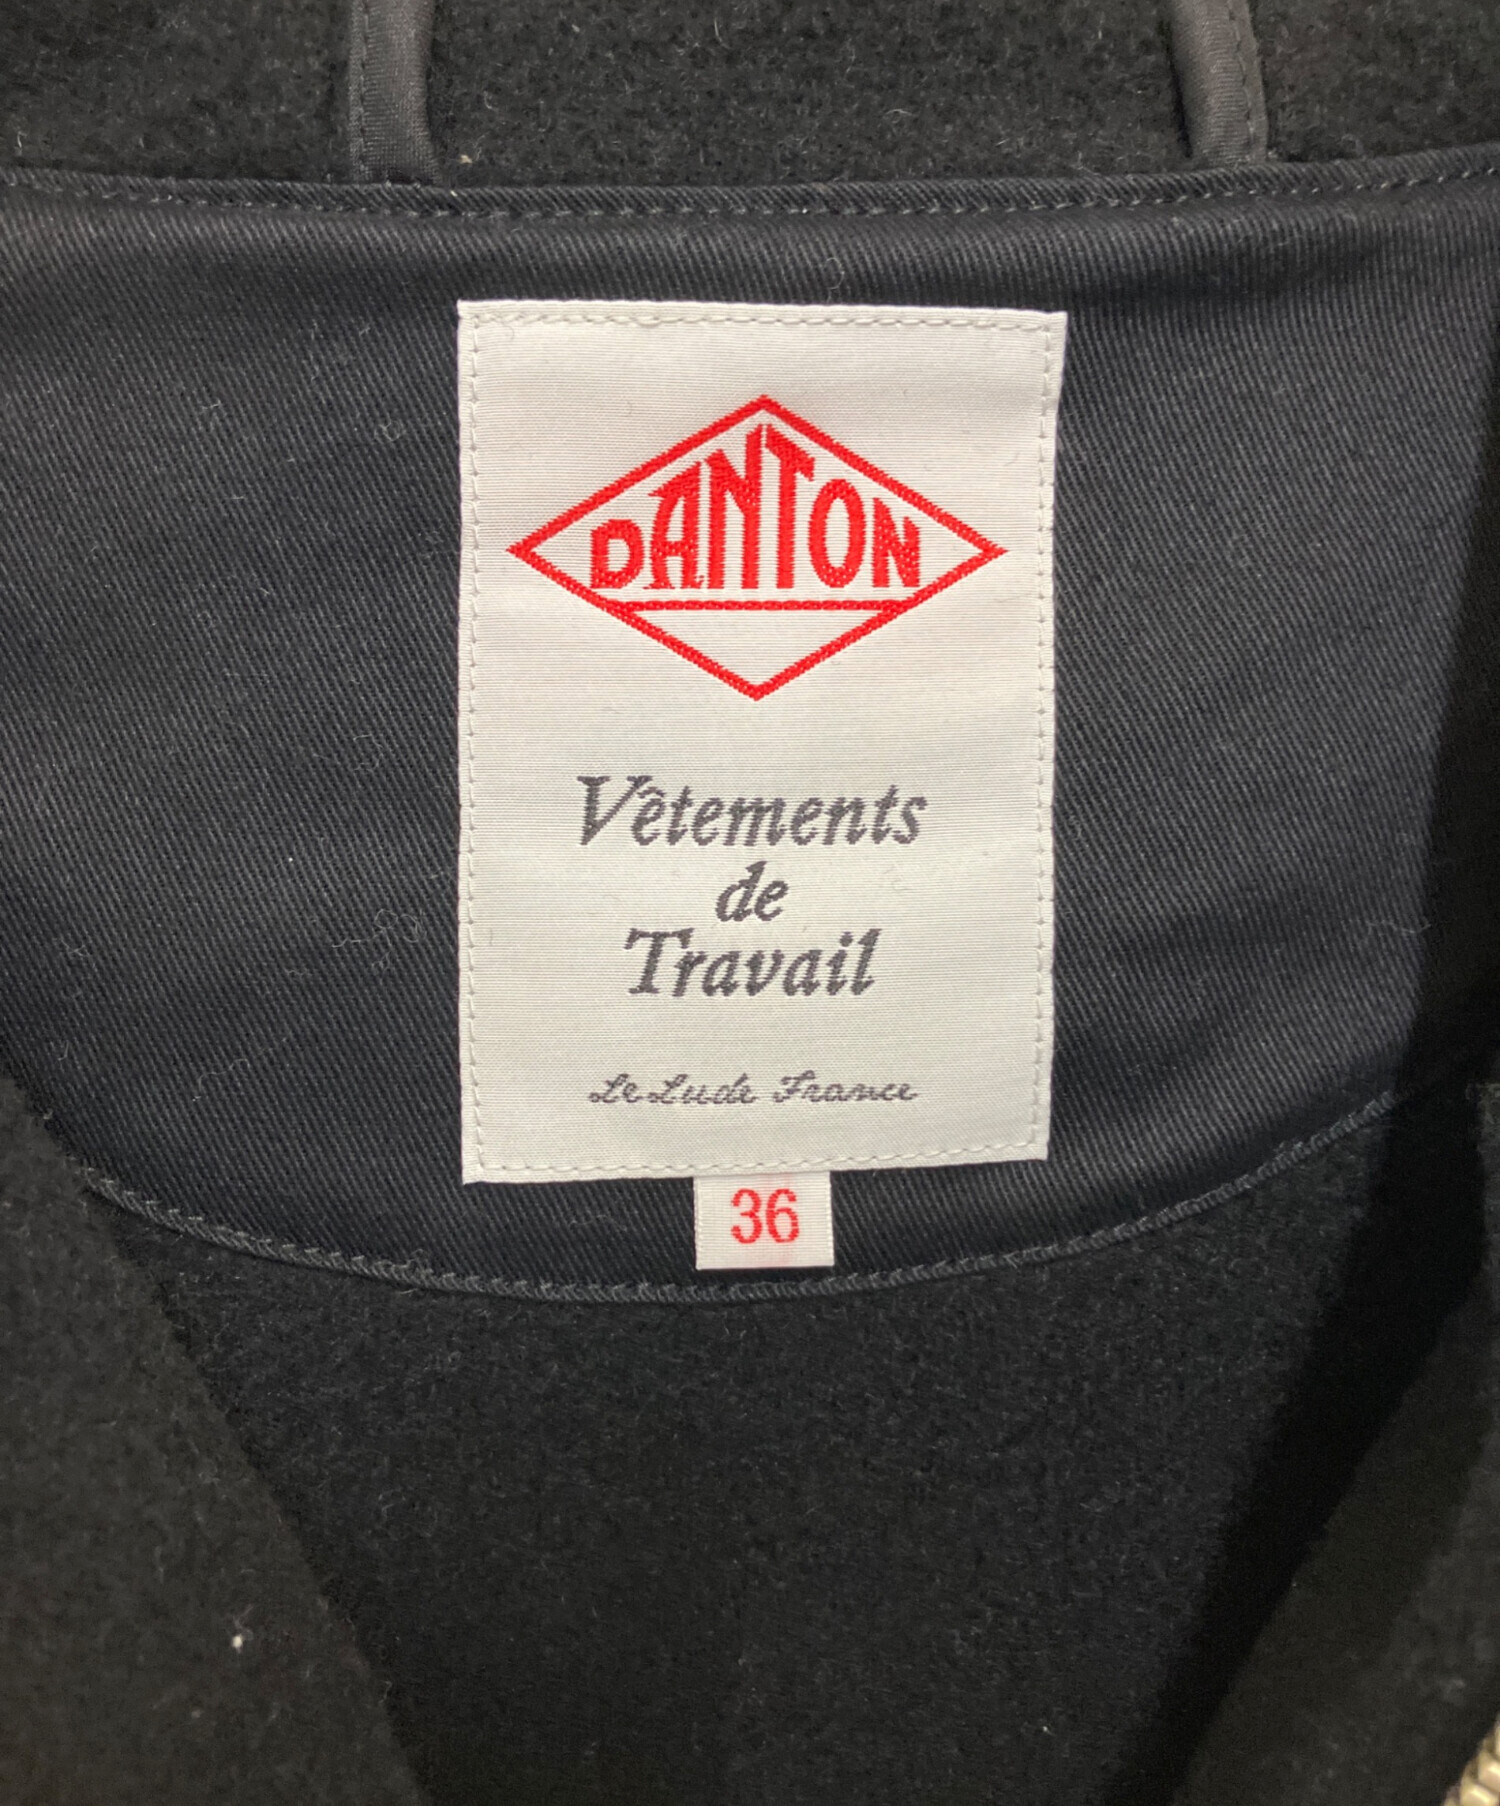 DANTON
Vêtements
de
Travail
Le Lude France
36